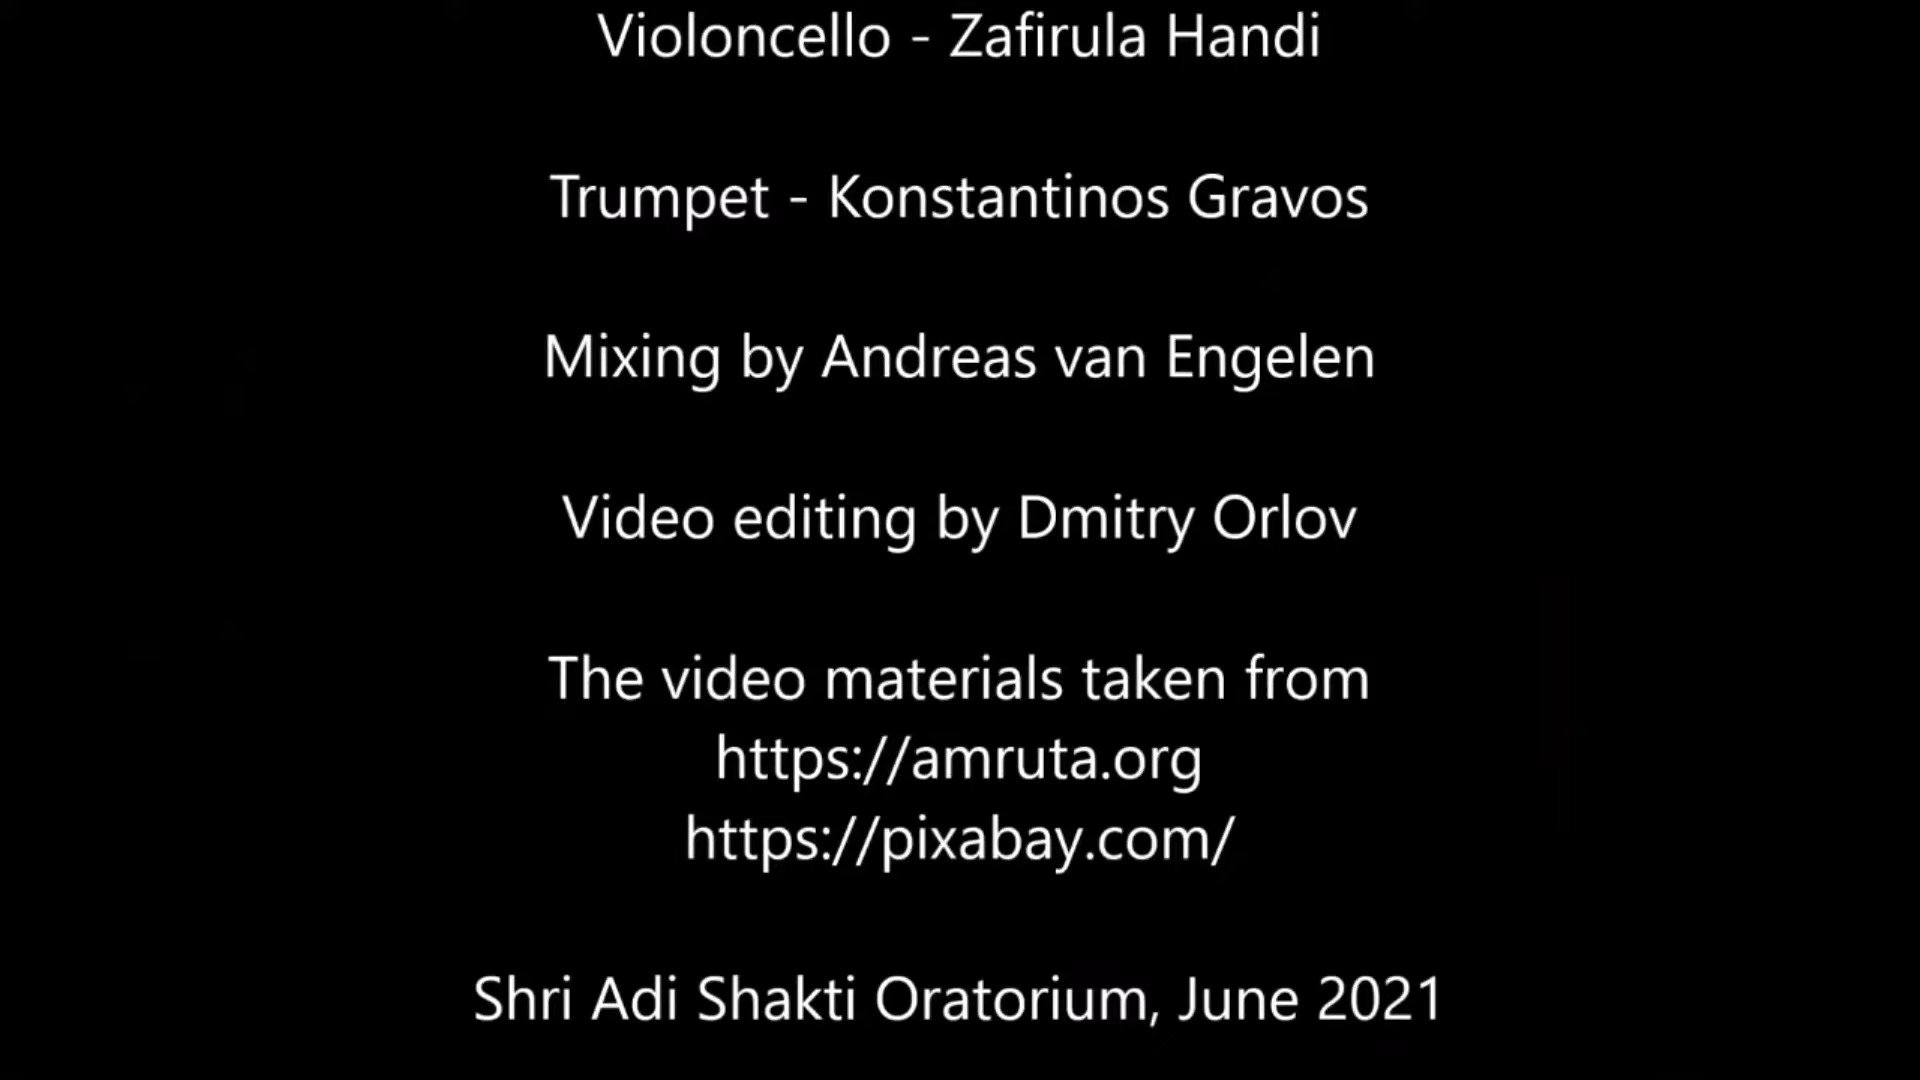 Violoncello - Zafirula Handi
Trumpet - Konstantinos Gravos
Mixing by Andreas van Engelen
Video editing by Dmitry Orlov
The video materials taken from
https://amruta.org
https://pixabay.com/
Shri Adi Shakti Oratorium, June 2021